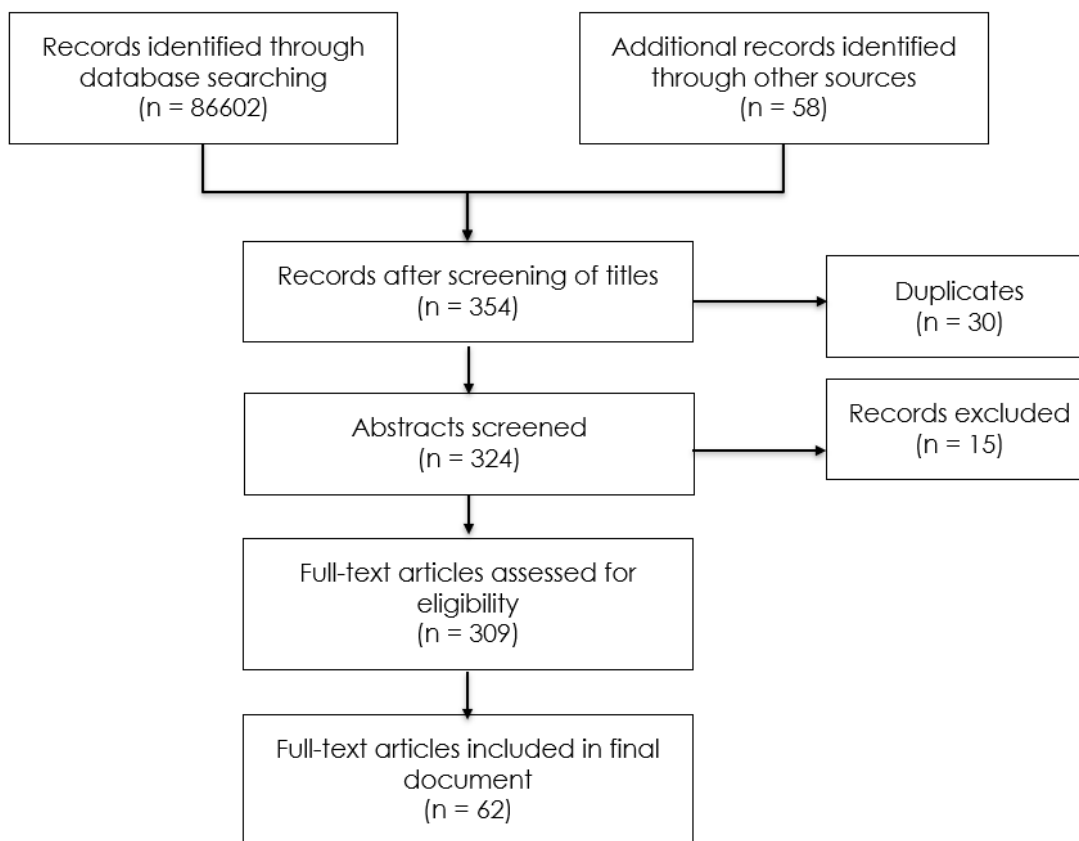 Records identified through
database searching
(n = 86602)
Additional records identified
through other sources
(n = 58)
Records after screening of titles
(n = 354)
Duplicates
(n = 30)
Abstracts screened
(n = 324)
Records excluded
(n = 15)
Full-text articles assessed for
eligibility
(n = 309)
Full-text articles included in final
document
(n = 62)